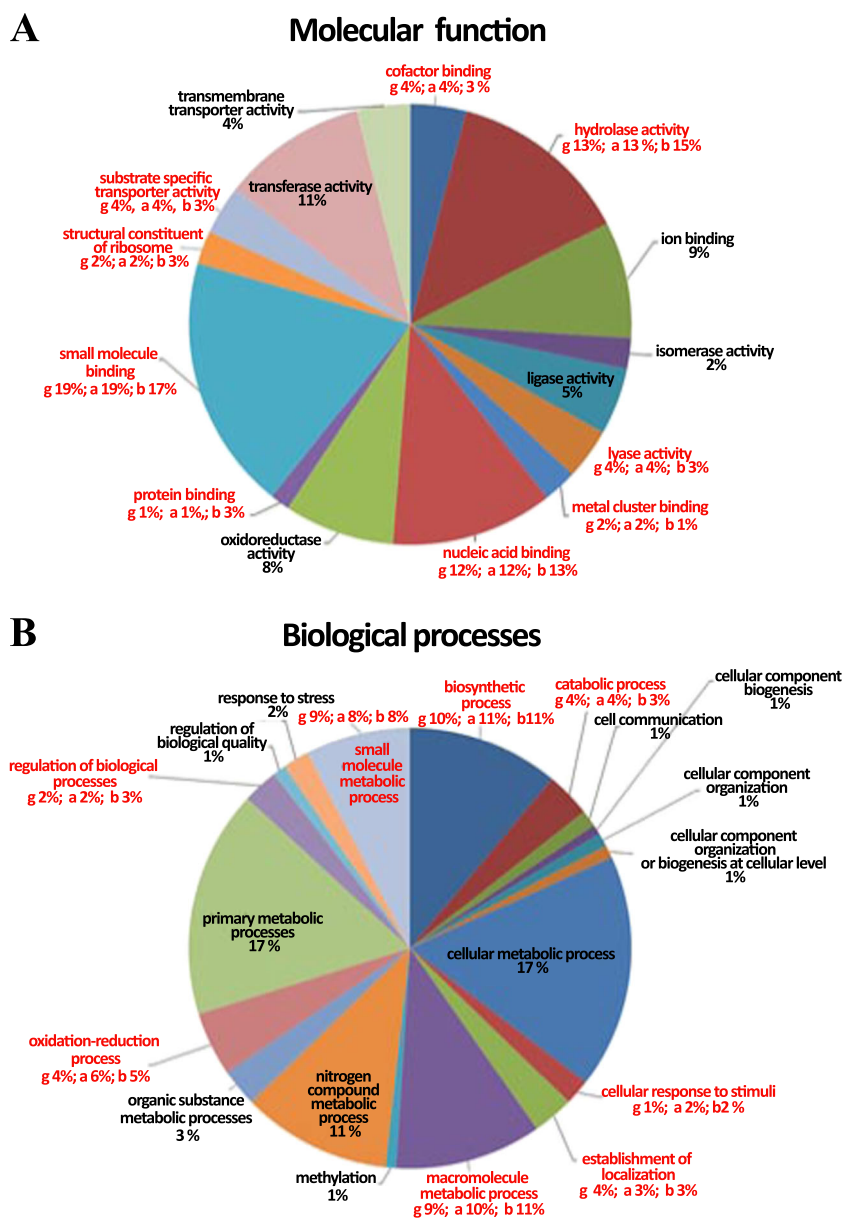 A
Molecular function
cofactor binding
g 4%; a 4%; 3 %
transmembrane
transporter activity
4%
hydrolase activity
g 13%; a 13 %; b 15%
substrate specific
transporter activity
g 4%, a 4%, b 3%
transferase activity
11%
structural constituent
of ribosome
g 2%; a 2%; b 3%
ion binding
9%
isomerase activity
2%
small molecule
binding
g 19%; a 19%; b 17%
ligase activity
5%
lyase activity
g 4%; a 4%; b 3%
protein binding
g 1%; a 1%,; b 3%
metal cluster binding
g 2%; a 2%; b 1%
oxidoreductase
activity
8%
nucleic acid binding
g 12%; a 12%; b 13%
B
Biological processes
biosynthetic
process
g 10%; a 11%; b11%
catabolic process
g 4%; a 4%; b 3%
cellular component
biogenesis
1%
response to stress
2%
g 9%; a 8%; b 8%
small
molecule
metabolic
process
cell communication
1%
regulation of
biological quality
1%
regulation of biological
processes
g 2%; a 2%; b 3%
cellular component
organization
1%
cellular component
organization
or biogenesis at cellular level
1%
primary metabolic
processes
17 %
cellular metabolic process
17 %
oxidation-reduction
process
g 4%; a 6%; b 5%
nitrogen
compound
metabolic
process
11 %
organic substance
metabolic processes
3 %
cellular response to stimuli
g 1%; a 2%; b2 %
methylation
1%
macromolecule
metabolic process
g 9%; a 10%; b 11%
establishment of
localization
g 4%; a 3%; b 3%